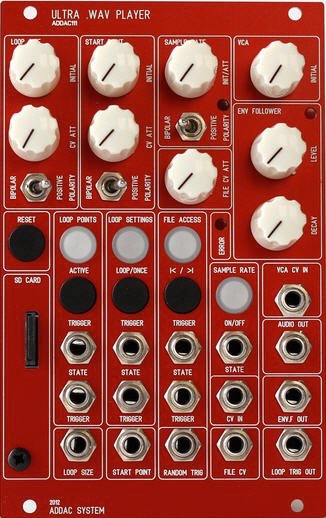 ULTRA .WAV PLAYER
ADDAC111
LOOP SIZE
START POINT
SAMPLE RATE
VCA
INITIAL
INITIAL
INIT/ATT
INITIAL
ENV FOLLOWER
CV ATT
CV ATT
BIPOLAR
POSITIVE
POLARITY
LEVEL
BIPOLAR
POSITIVE
POLARITY
BIPOLAR
POSITIVE
POLARITY
FILE CV ATT
DECAY
RESET
LOOP POINTS
LOOP SETTINGS
FILE ACCESS
ERROR
SD CARD
ACTIVE
LOOP/ONCE
|< / >|
SAMPLE RATE
VCA CV IN
TRIGGER
TRIGGER
TRIGGER
ON/OFF
AUDIO OUT
STATE
STATE
STATE
STATE
TRIGGER
TRIGGER
TRIGGER
CV IN
ENV.F OUT
LOOP SIZE
START POINT
RANDOM TRIG
FILE CV
LOOP TRIG OUT
2012
ADDAC SYSTEM